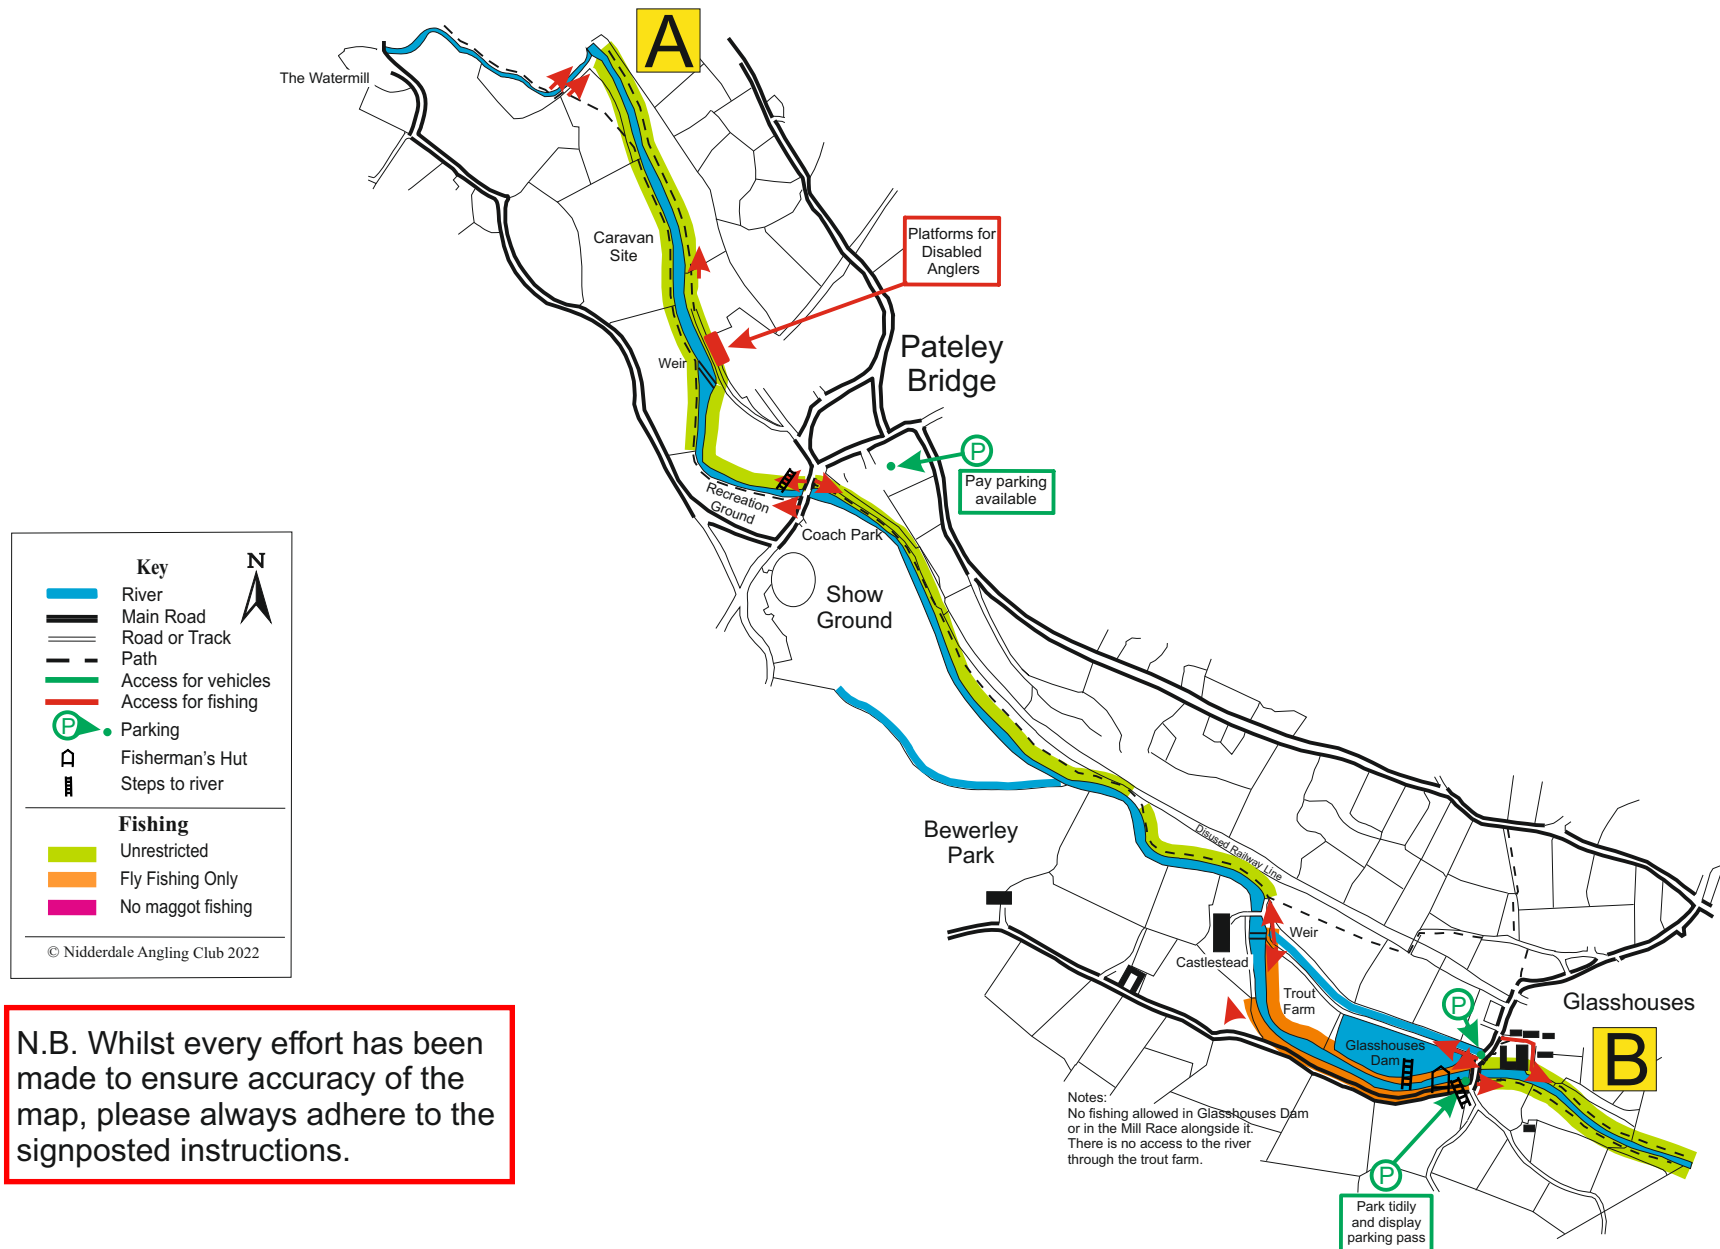 A
The Watermill
Caravan
Site
Platforms for
Disabled
Anglers
Weir
Pateley
Bridge
P
Pay parking
available
Recreation
Ground
Coach Park
Show
Ground
Key
N
River
Main Road
Road or Track
Path
Access for vehicles
Access for fishing
P
Parking
Fisherman's Hut
Steps to river
Fishing
Unrestricted
Fly Fishing Only
No maggot fishing
© Nidderdale Angling Club 2022
Bewerley
Park
Disused Railway Line
Weir
Castlestead
Trout
Farm
P
Glasshouses
Glasshouses
Dam
B
Notes:
No fishing allowed in Glasshouses Dam
or in the Mill Race alongside it.
There is no access to the river
through the trout farm.
P
Park tidily
and display
parking pass
N.B. Whilst every effort has been
made to ensure accuracy of the
map, please always adhere to the
signposted instructions.